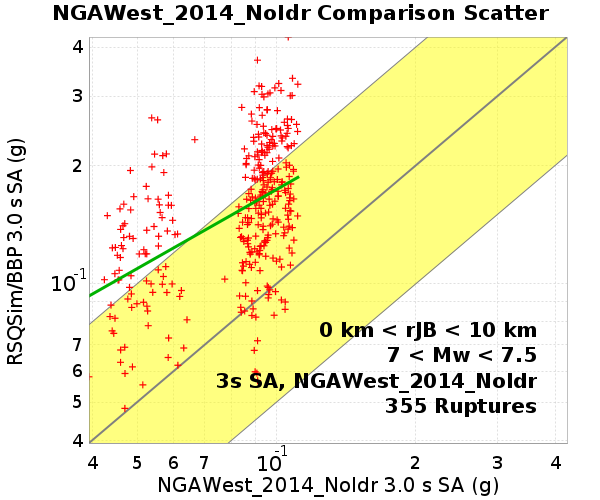 NGAWest_2014_NoIdr Comparison Scatter
4
3
2
10⁻¹
7
6
5
4
RSQSim/BBP 3.0 s SA (g)
0 km < rJB < 10 km
7 < Mw < 7.5
3s SA, NGAWest_2014_NoIdr
355 Ruptures
4 5 6 7 10⁻¹ 2 3 4
NGAWest_2014_NoIdr 3.0 s SA (g)